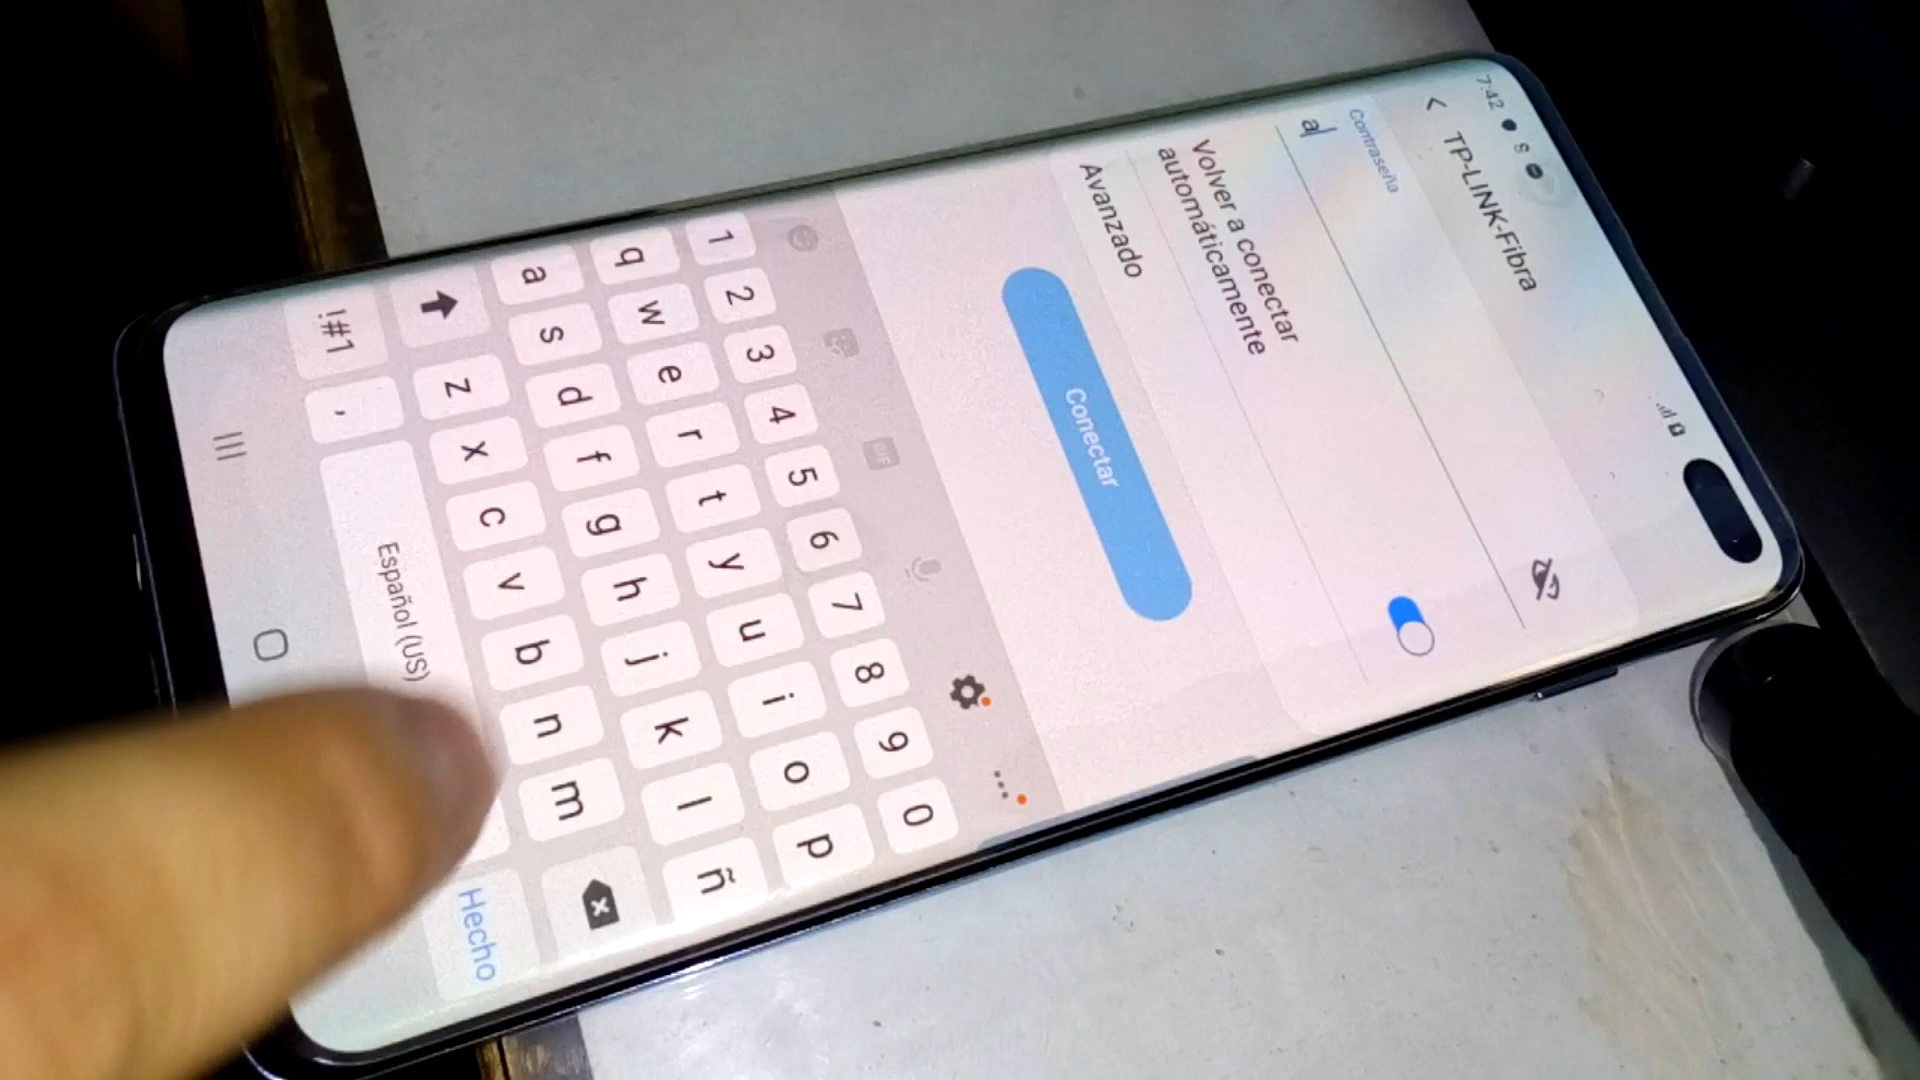 7:42 S
< TP-LINK-Fibra
Contraseña
a
Volver a conectar
automáticamente
Avanzado
Conectar
1 2 3 4 5 6 7 8 9 0
q w e r t y u i o p
a s d f g h j k l ñ
z x c v b n m
!#1 , Español (US) Hecho